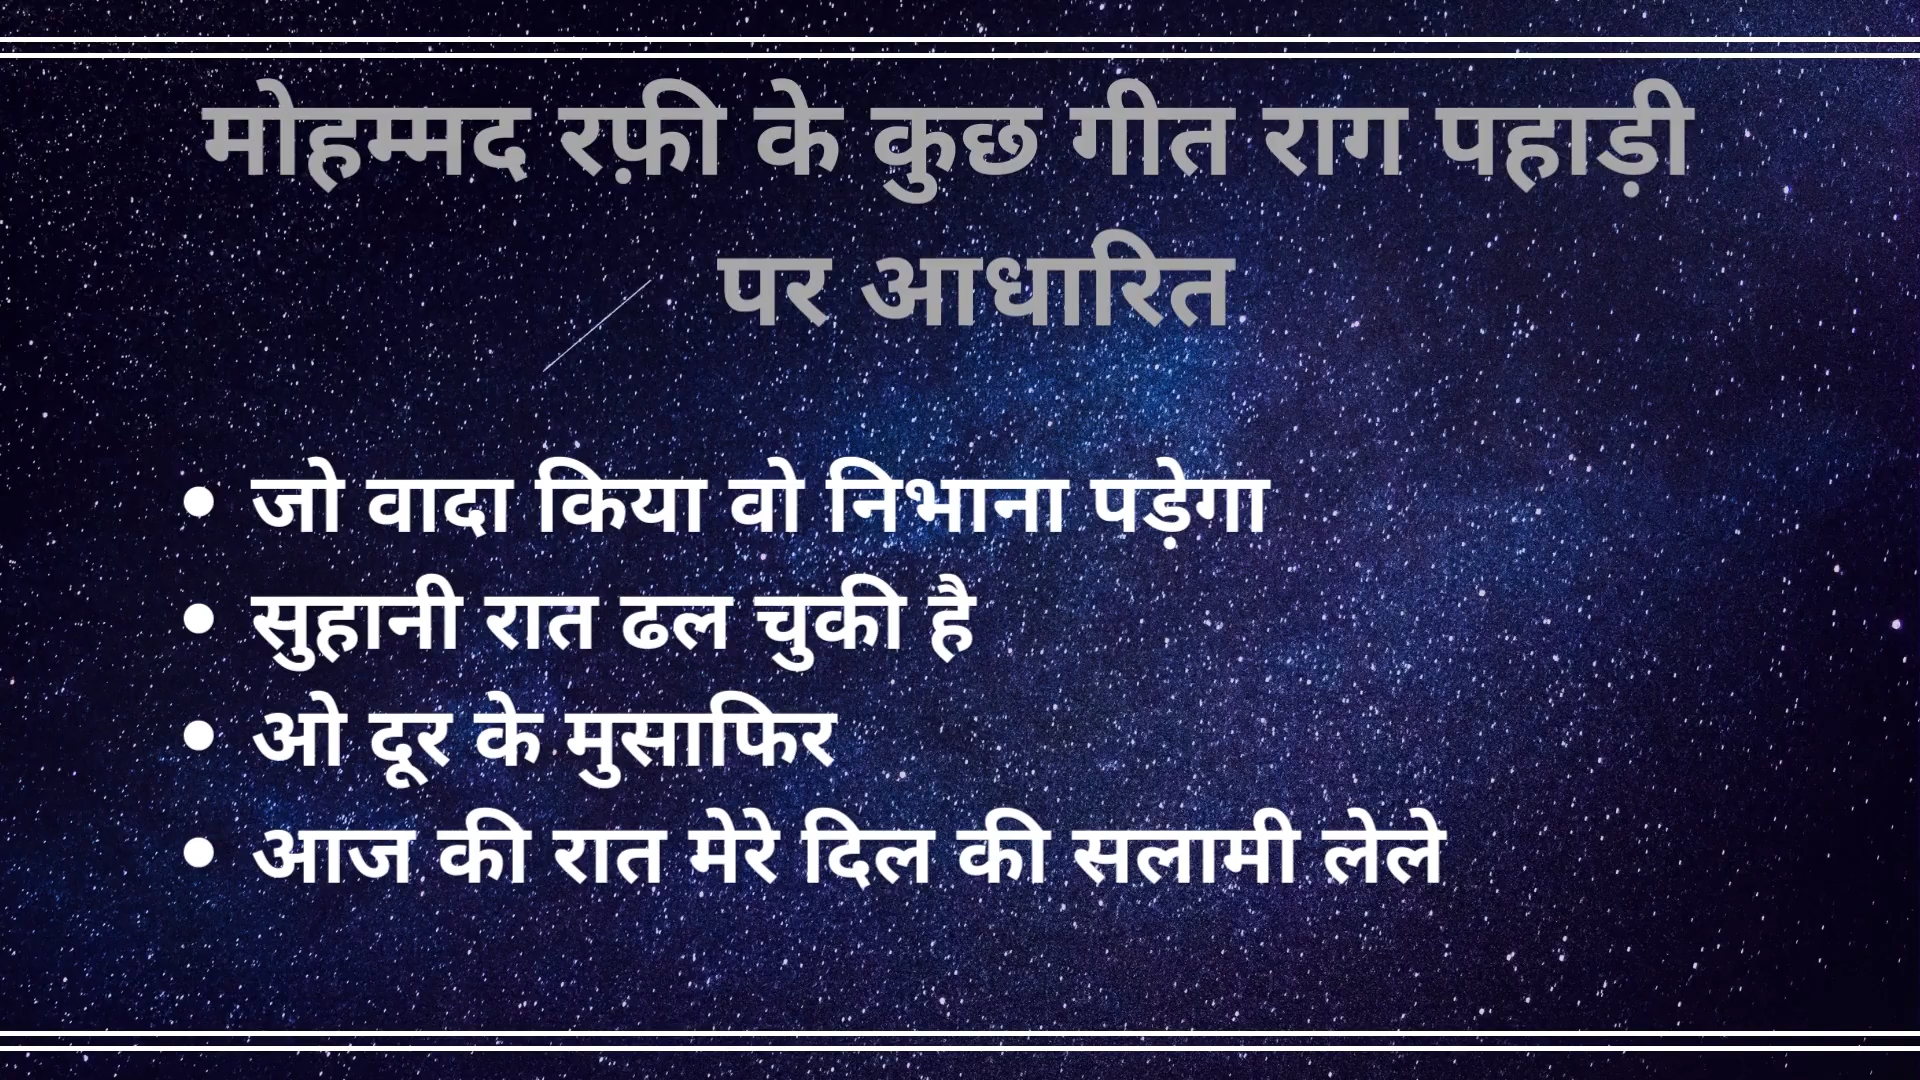 मोहम्मद रफ़ी के कुछ गीत राग पहाड़ी
पर आधारित
• जो वादा किया वो निभाना पड़ेगा
• सुहानी रात ढल चुकी है
• ओ दूर के मुसाफिर
• आज की रात मेरे दिल की सलामी लेले